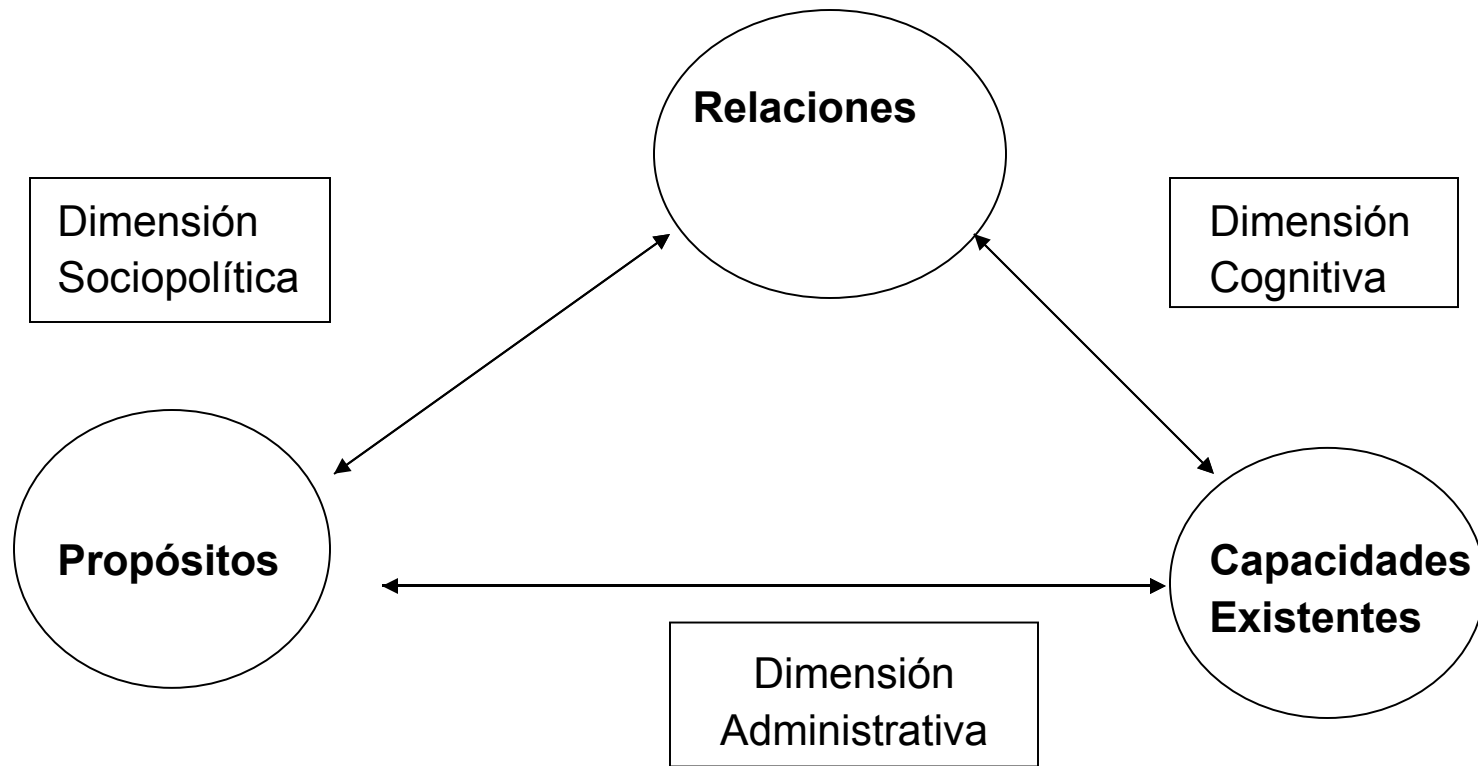 Relaciones
Dimensión
Sociopolítica
Dimensión
Cognitiva
Propósitos
Capacidades
Existentes
Dimensión
Administrativa